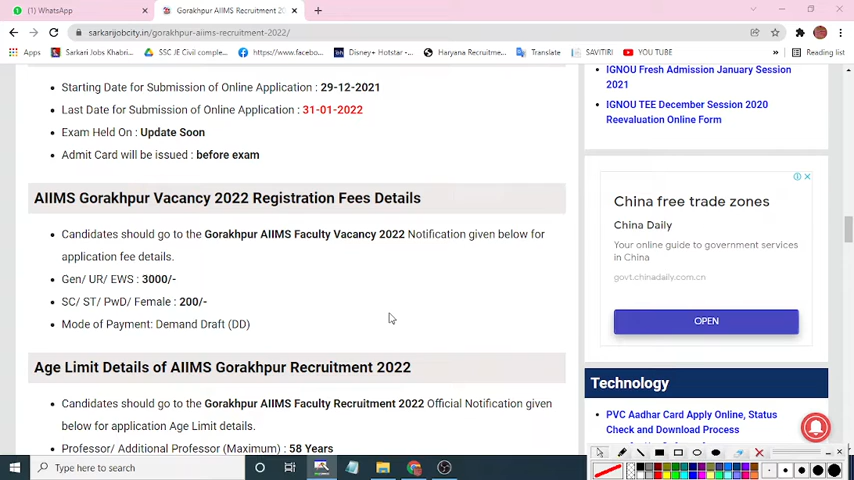 (1) WhatsApp
Gorakhpur AIIMS Recruitment 20
sarkarijobcity.in/gorakhpur-aiims-recruitment-2022/
Apps
Sarkari Jobs Khabri...
SSC JE Civil comple...
https://www.facebo...
Disney+ Hotstar -...
Haryana Recruitme...
Translate
SAVITIRI
YOU TUBE
Reading list
Starting Date for Submission of Online Application : 29-12-2021
Last Date for Submission of Online Application : 31-01-2022
Exam Held On : Update Soon
Admit Card will be issued : before exam
AIIMS Gorakhpur Vacancy 2022 Registration Fees Details
Candidates should go to the Gorakhpur AIIMS Faculty Vacancy 2022 Notification given below for
application fee details.
Gen/ UR/ EWS : 3000/-
SC/ ST/ PwD/ Female : 200/-
Mode of Payment: Demand Draft (DD)
Age Limit Details of AIIMS Gorakhpur Recruitment 2022
Candidates should go to the Gorakhpur AIIMS Faculty Recruitment 2022 Official Notification given
below for application Age Limit details.
Professor/ Additional Professor (Maximum) : 58 Years
IGNOU Fresh Admission January Session
2021
IGNOU TEE December Session 2020
Reevaluation Online Form
China free trade zones
China Daily
Your online guide to government services
in China
govt.chinadaily.com.cn
OPEN
Technology
PVC Aadhar Card Apply Online, Status
Check and Download Process
Type here to search